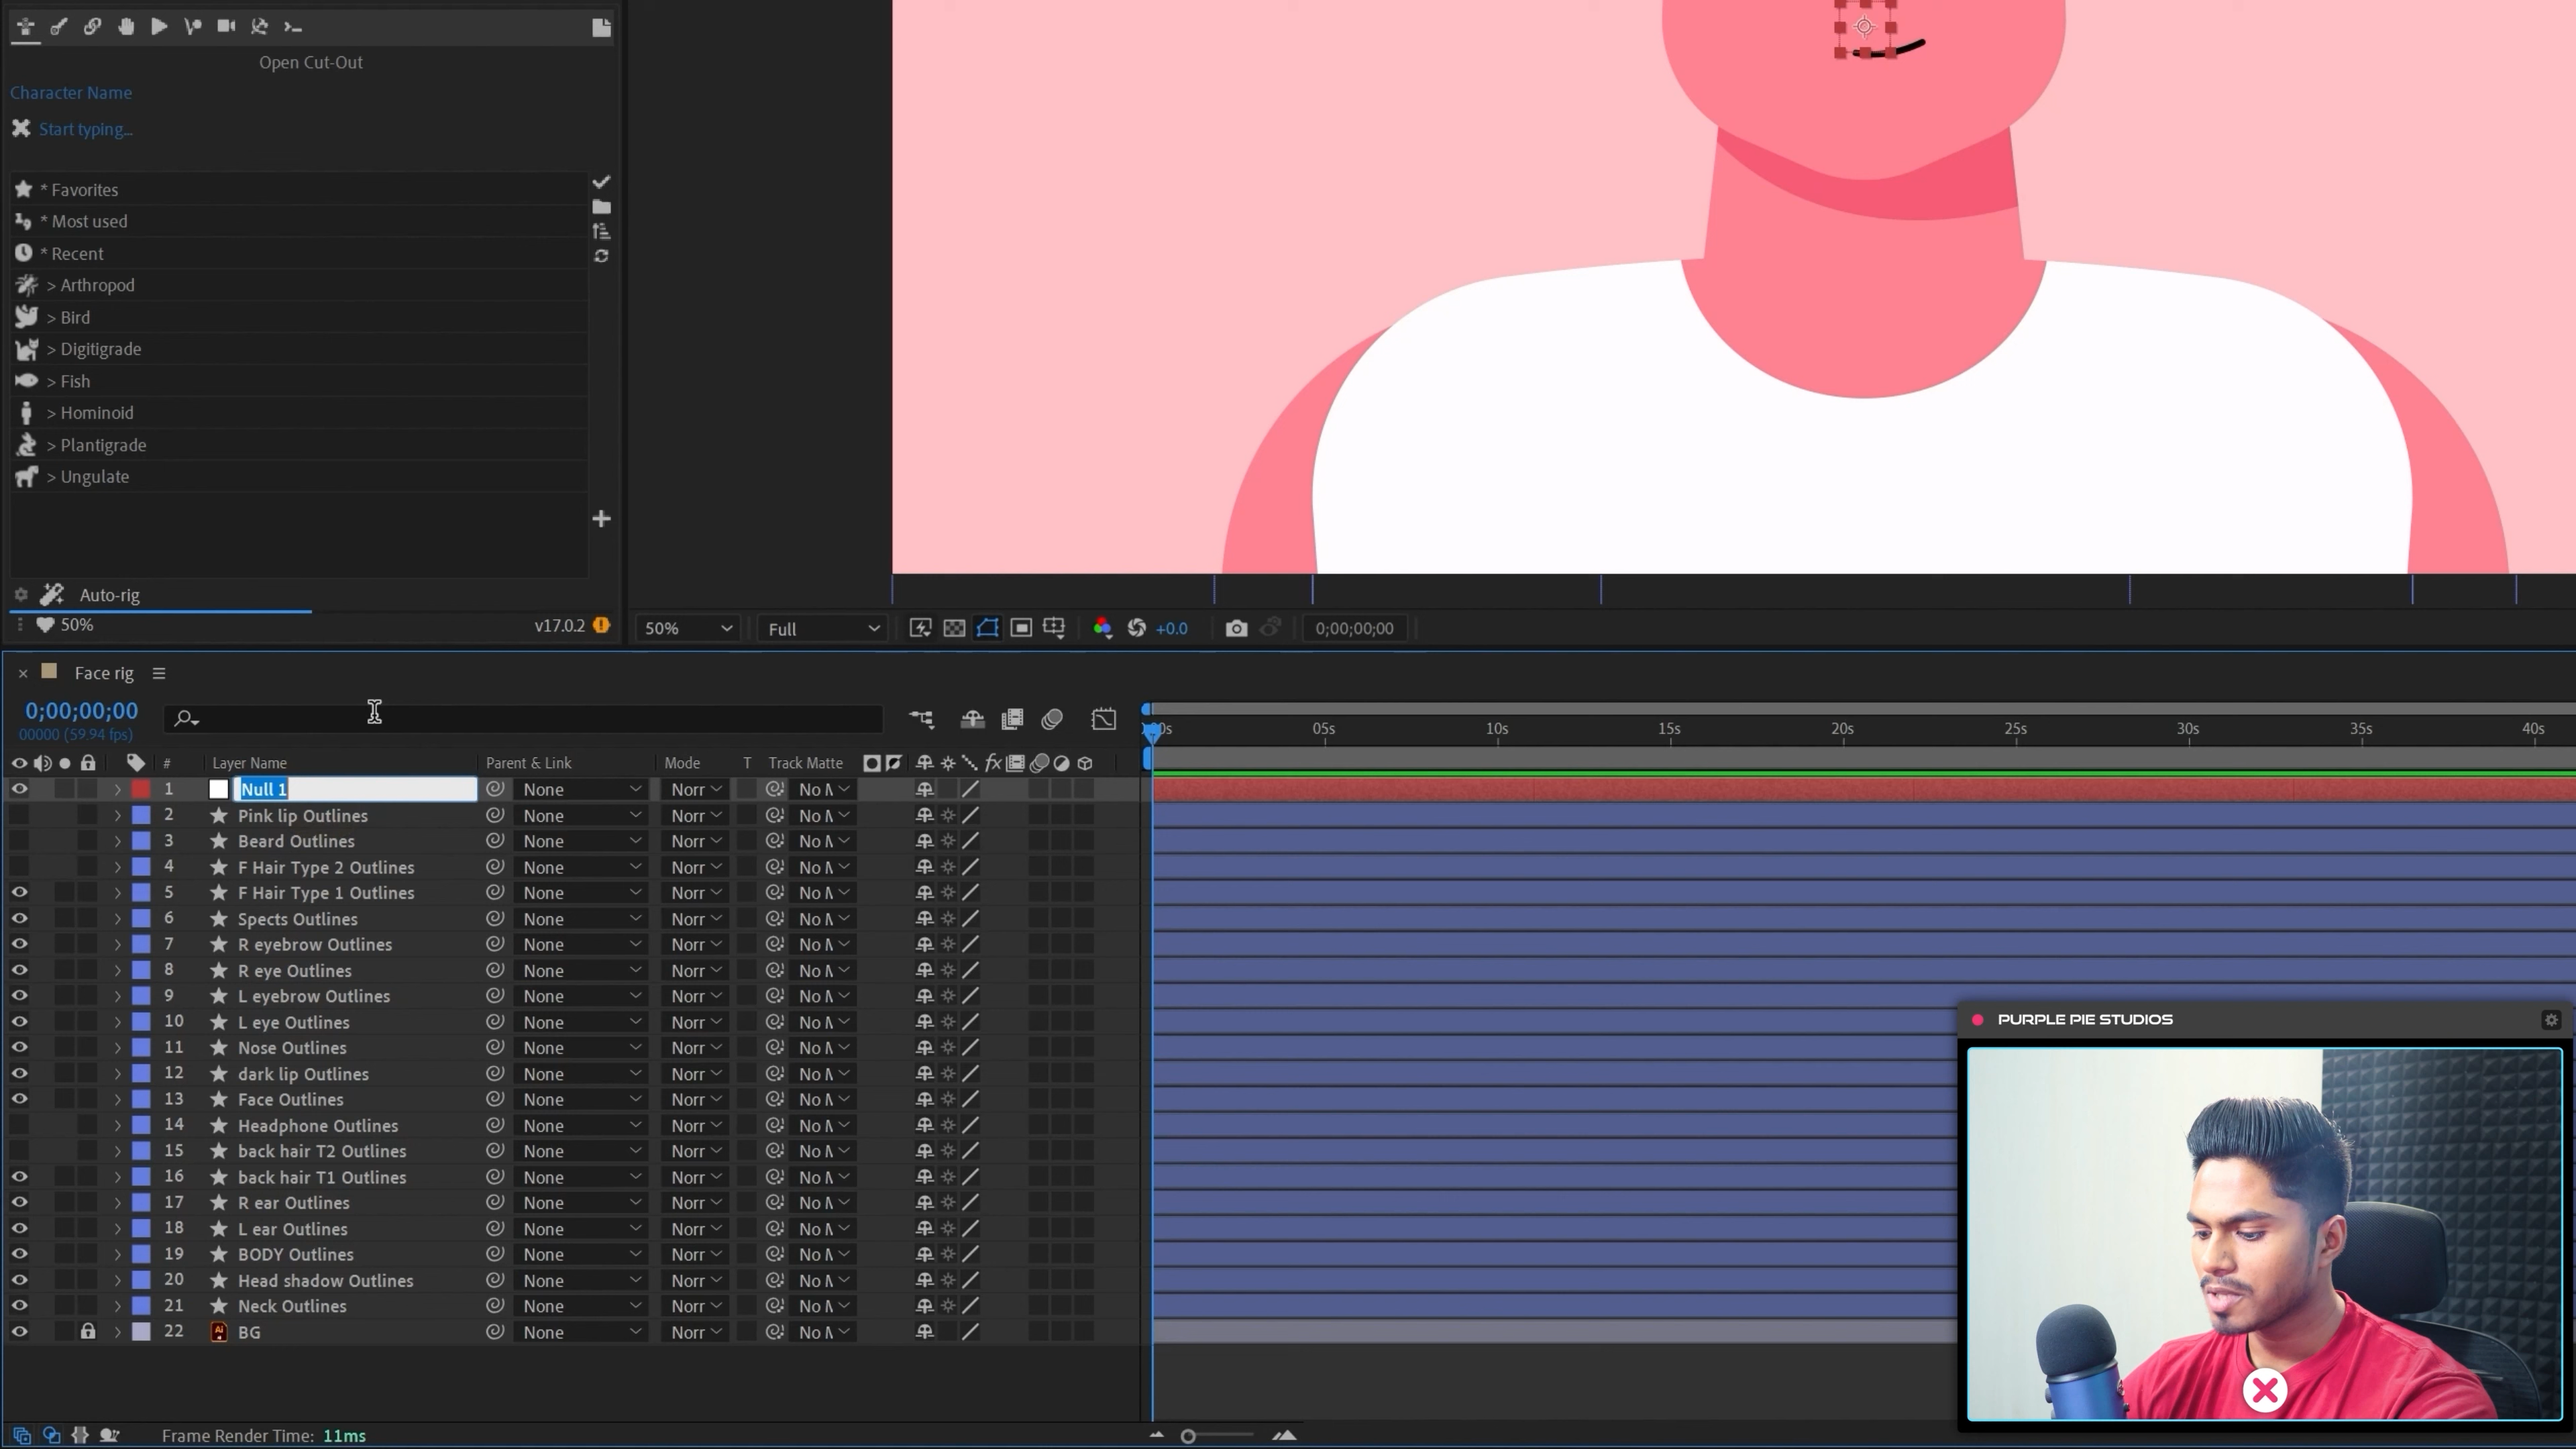 Open Cut-Out
Character Name
Start typing...
* Favorites
* Most used
* Recent
> Arthropod
> Bird
> Digitigrade
> Fish
> Hominoid
> Plantigrade
> Ungulate
Auto-rig
50%
v17.0.2
50% Full +0.0 0;00;00;00
Face rig
0;00;00;00
00000 (59.94 fps)
05s 10s 15s 20s 25s 30s 35s 40s
# Layer Name Parent & Link Mode T Track Matte fx
1 Null 1 None Norr No
2 Pink lip Outlines None Norr No
3 Beard Outlines None Norr No
4 F Hair Type 2 Outlines None Norr No
5 F Hair Type 1 Outlines None Norr No
6 Spects Outlines None Norr No
7 R eyebrow Outlines None Norr No
8 R eye Outlines None Norr No
9 L eyebrow Outlines None Norr No
10 L eye Outlines None Norr No
11 Nose Outlines None Norr No
12 dark lip Outlines None Norr No
13 Face Outlines None Norr No
14 Headphone Outlines None Norr No
15 back hair T2 Outlines None Norr No
16 back hair T1 Outlines None Norr No
17 R ear Outlines None Norr No
18 L ear Outlines None Norr No
19 BODY Outlines None Norr No
20 Head shadow Outlines None Norr No
21 Neck Outlines None Norr No
22 Ai BG None Norr No
PURPLE PIE STUDIOS
Frame Render Time: 11ms